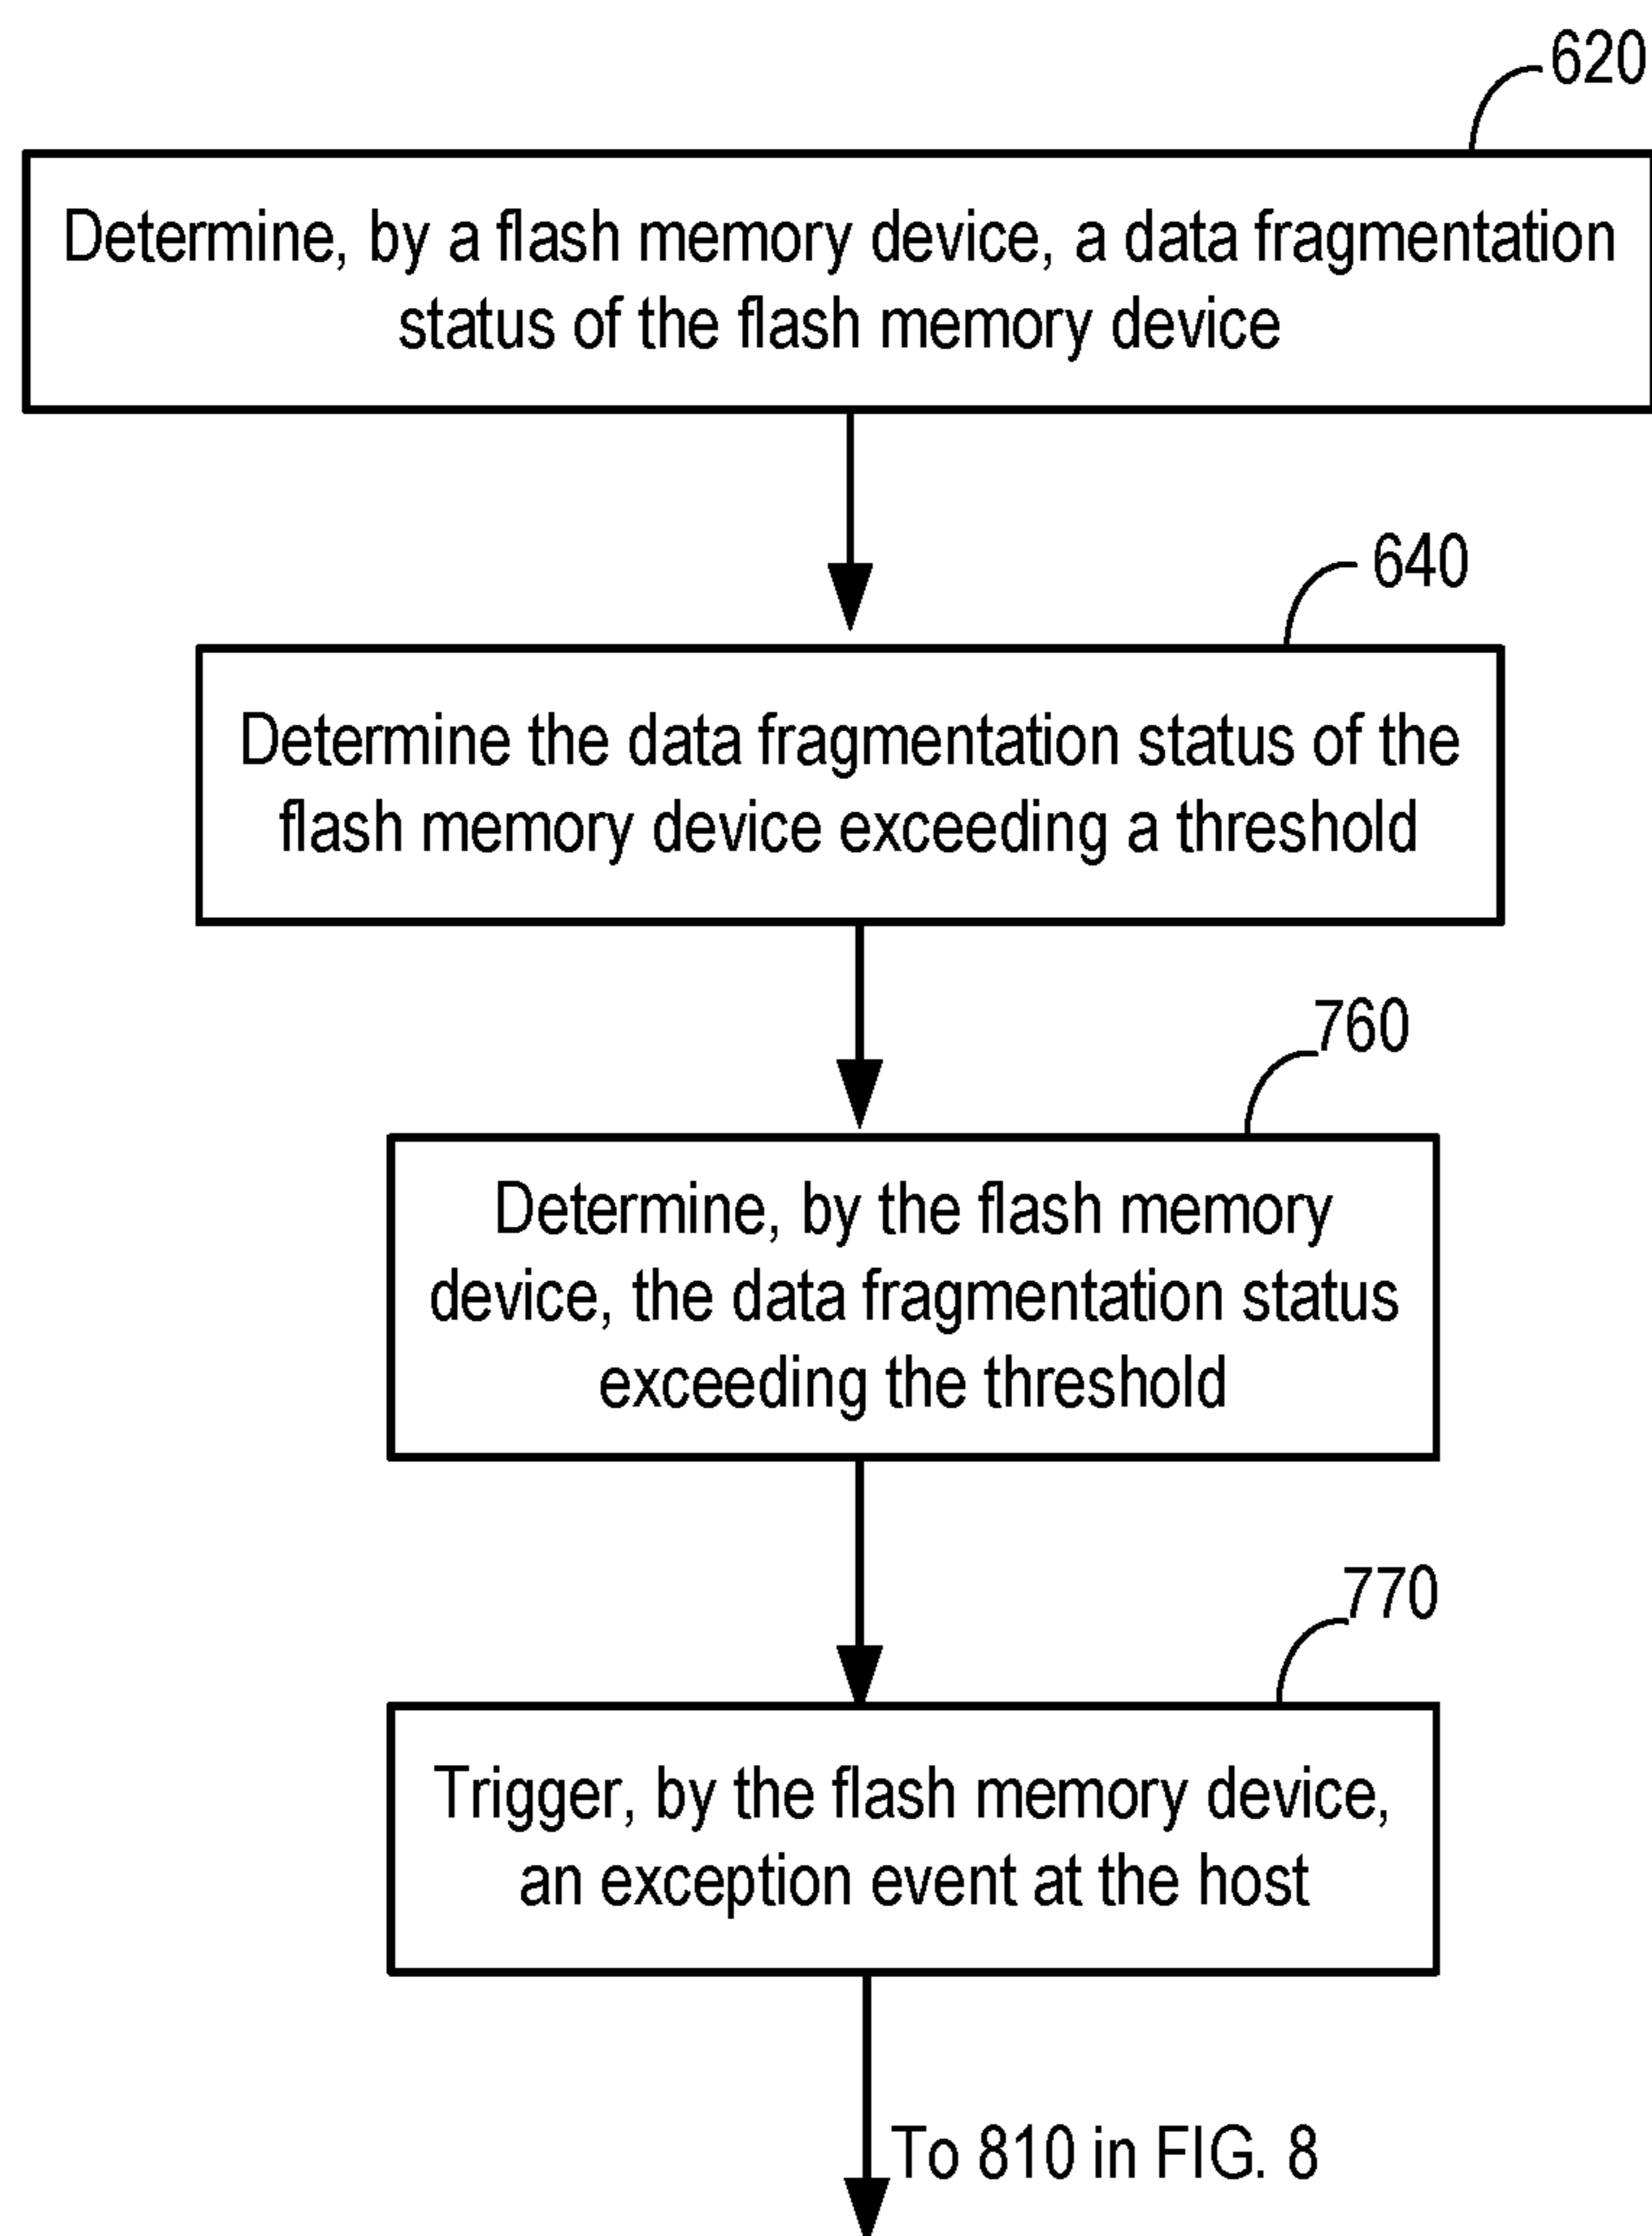 620
Determine, by a flash memory device, a data fragmentation
status of the flash memory device
640
Determine the data fragmentation status of the
flash memory device exceeding a threshold
760
Determine, by the flash memory
device, the data fragmentation status
exceeding the threshold
770
Trigger, by the flash memory device,
an exception event at the host
To 810 in FIG. 8